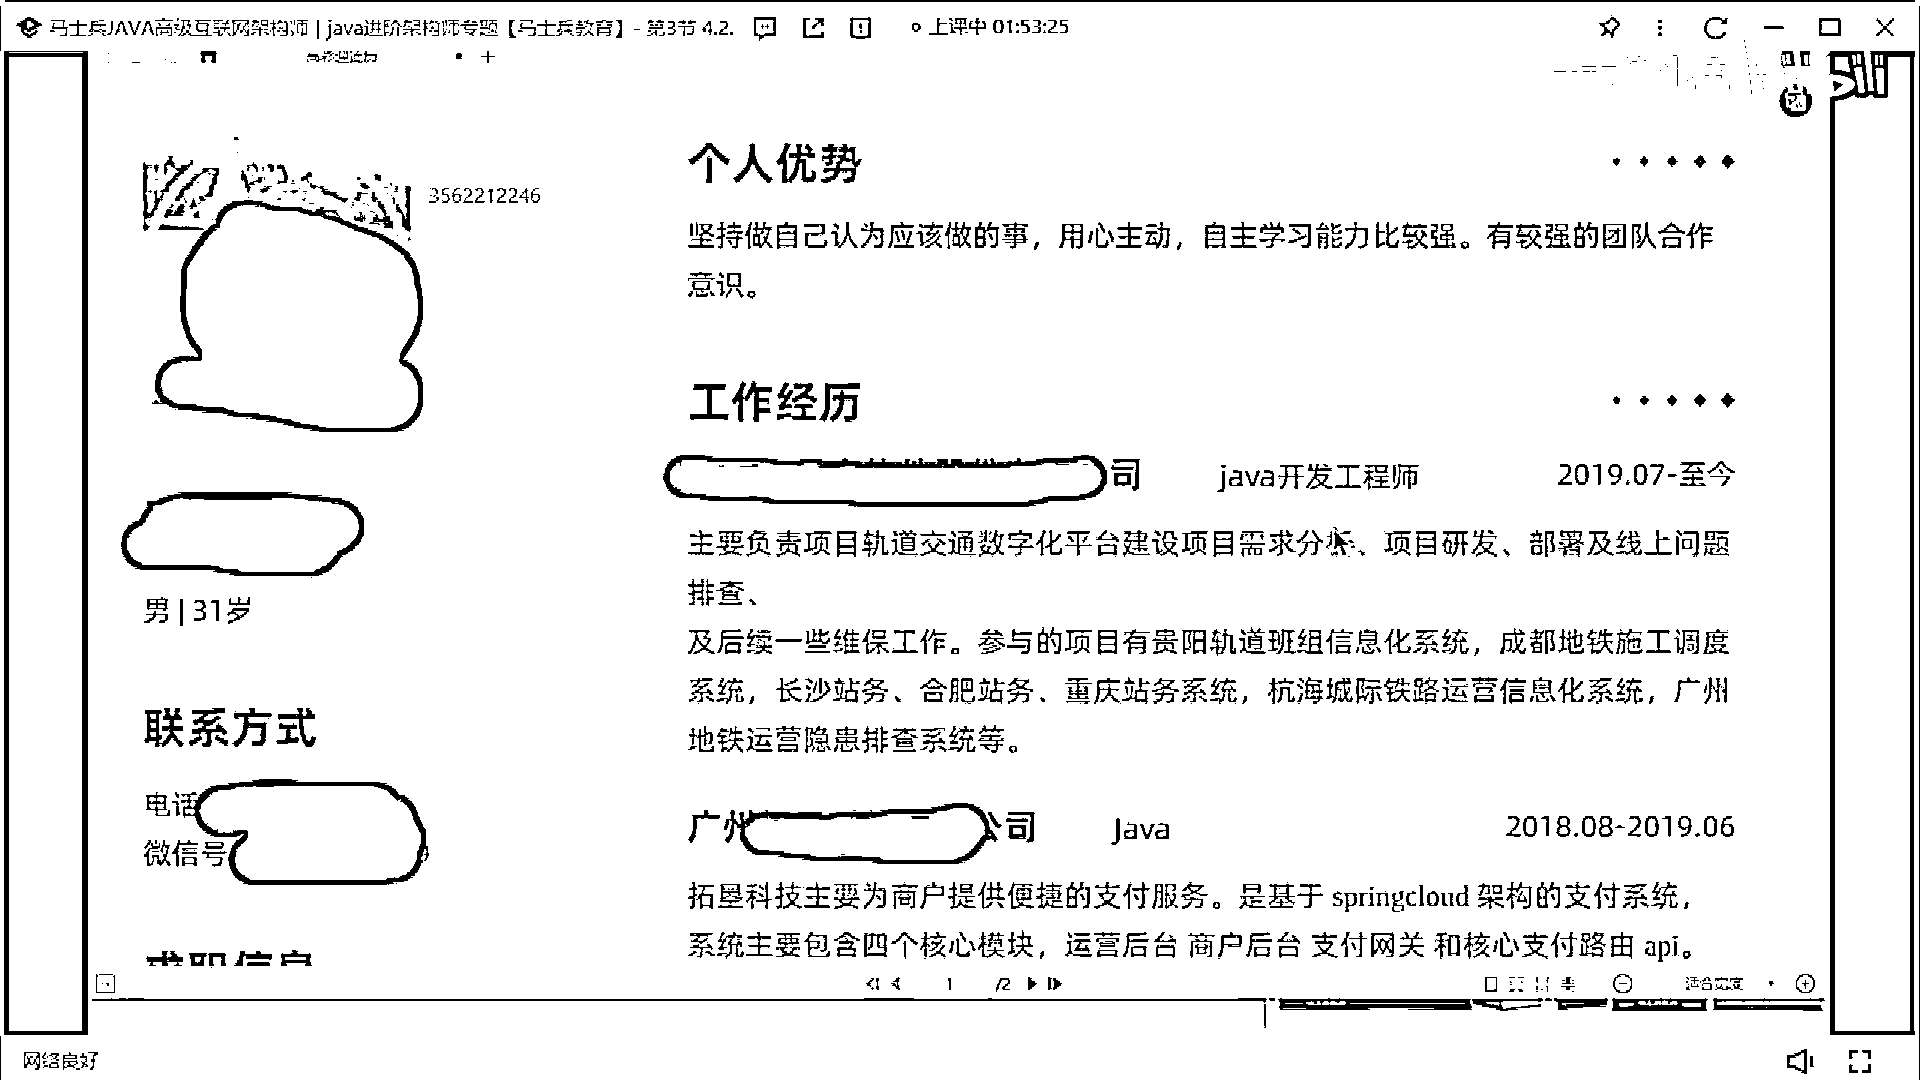 马士兵JAVA高级互联网架构师 | java进阶架构师专题【马士兵教育】- 第3节 4.2.
上课中 01:53:25
3562212246
男 | 31岁
联系方式
电话
微信号
求职信息
个人优势
坚持做自己认为应该做的事，用心主动，自主学习能力比较强。有较强的团队合作
意识。
工作经历
司 java开发工程师 2019.07-至今
主要负责项目轨道交通数字化平台建设项目需求分析、项目研发、部署及线上问题
排查、
及后续一些维保工作。参与的项目有贵阳轨道班组信息化系统，成都地铁施工调度
系统，长沙站务、合肥站务、重庆站务系统，杭海城际铁路运营信息化系统，广州
地铁运营隐患排查系统等。
广州 公司 Java 2018.08-2019.06
拓垦科技主要为商户提供便捷的支付服务。是基于 springcloud 架构的支付系统，
系统主要包含四个核心模块，运营后台 商户后台 支付网关 和核心支付路由 api。
1 /2
适合宽度
网络良好